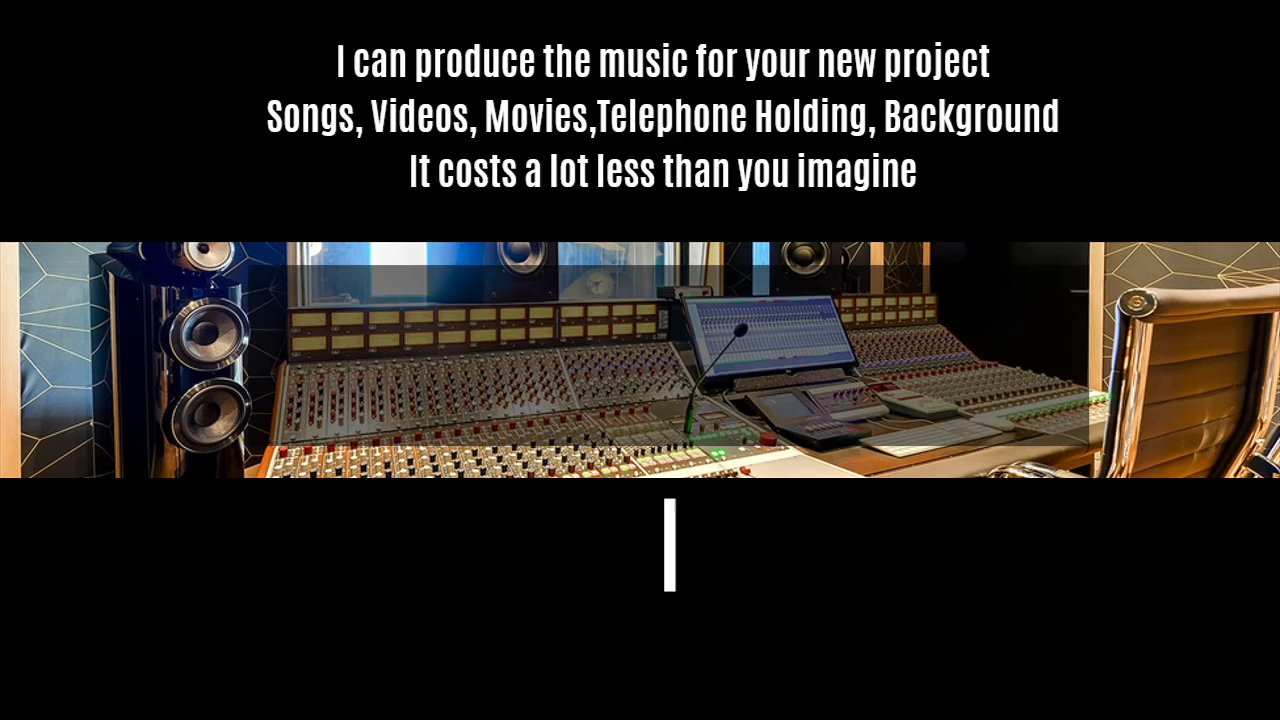 I can produce the music for your new project
Songs, Videos, Movies,Telephone Holding, Background
It costs a lot less than you imagine